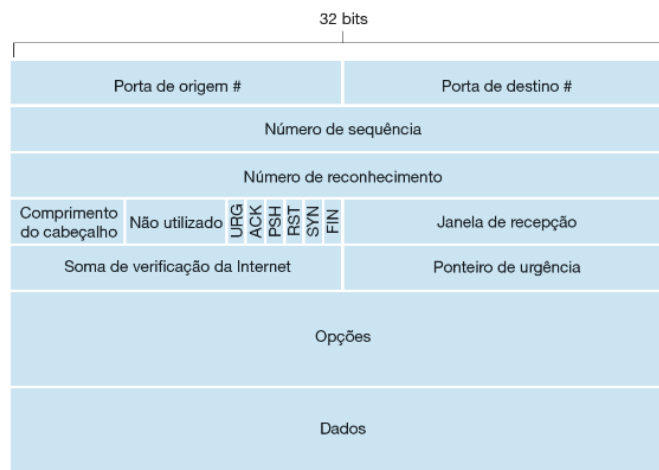 32 bits
Porta de origem #
Porta de destino #
Número de sequência
Número de reconhecimento
Comprimento
do cabeçalho
Não utilizado
URG
ACK
PSH
RST
SYN
FIN
Janela de recepção
Soma de verificação da Internet
Ponteiro de urgência
Opções
Dados